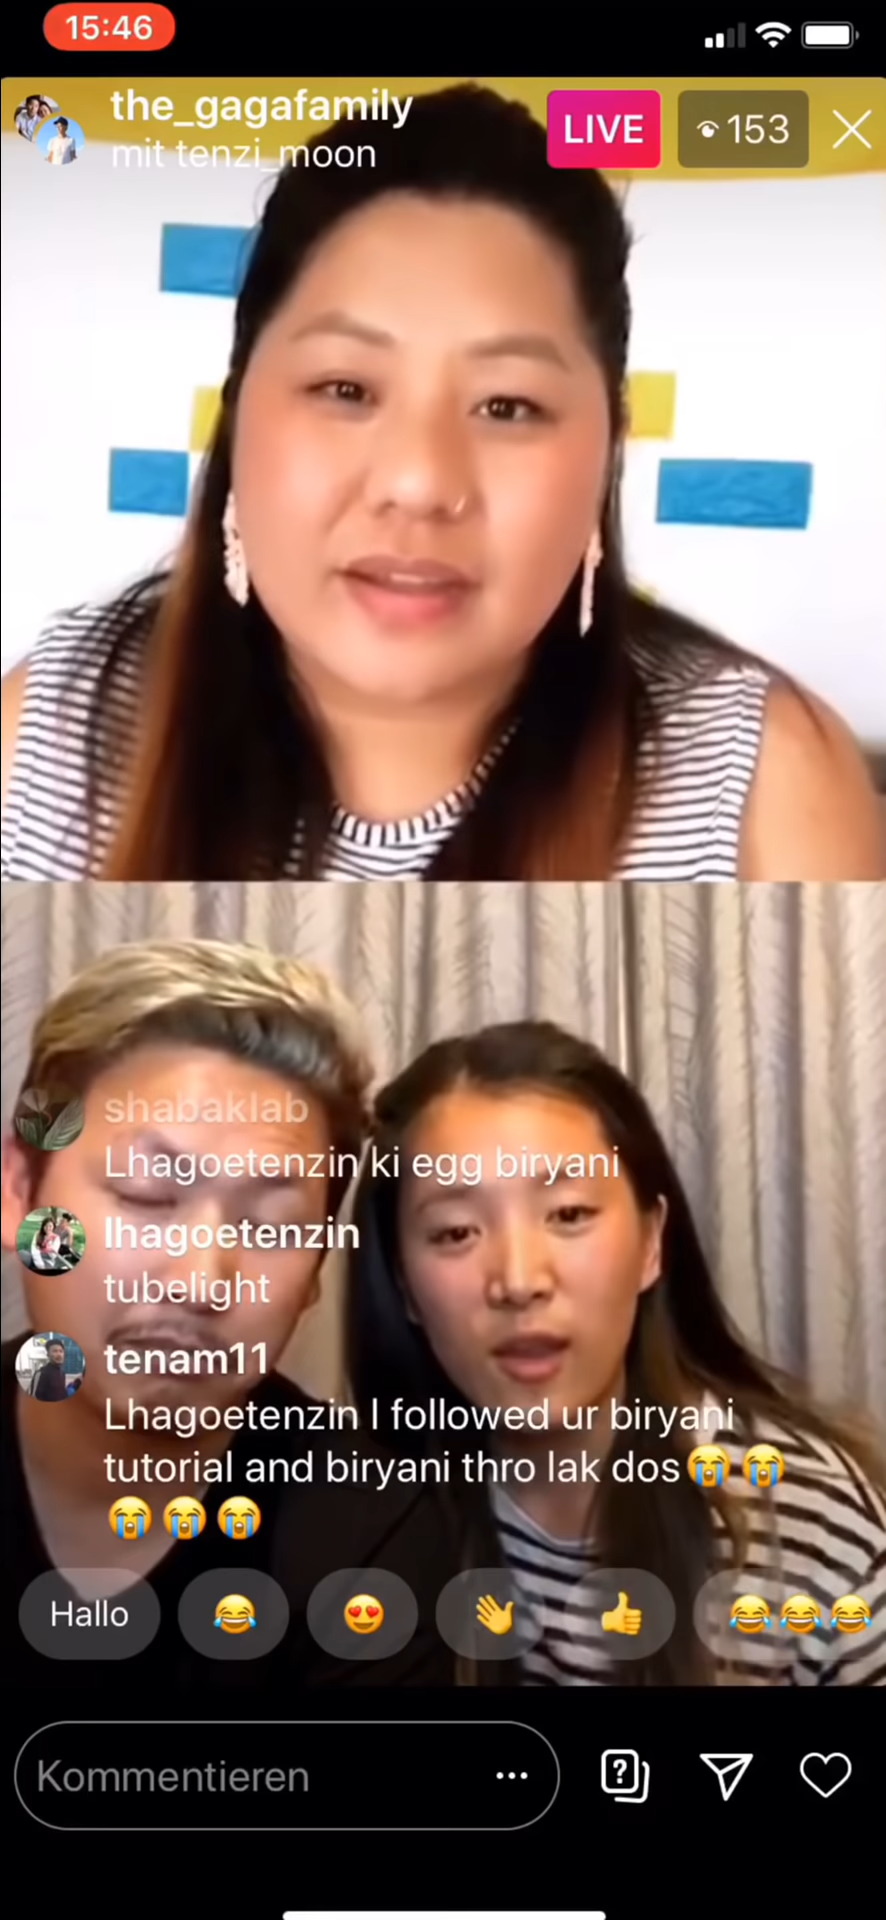 15:46
the_gagafamily
LIVE
153
mit tenzi_moon
shabaklab
Lhagoetenzin ki egg biryani
lhagoetenzin
tubelight
tenam11
Lhagoetenzin I followed ur biryani
tutorial and biryani thro lak dos😭😭
😭😭😭
Hallo
Kommentieren